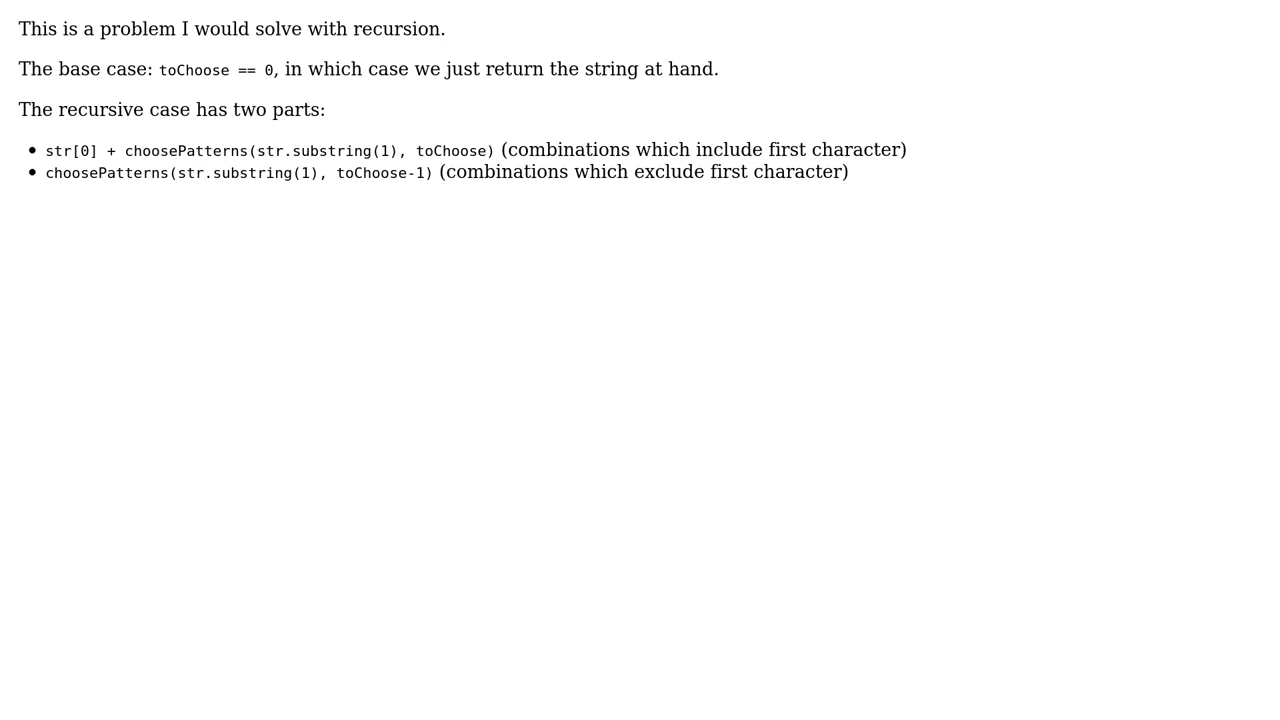 This is a problem I would solve with recursion.
The base case: toChoose == 0, in which case we just return the string at hand.
The recursive case has two parts:
• str[0] + choosePatterns(str.substring(1), toChoose) (combinations which include first character)
• choosePatterns(str.substring(1), toChoose-1) (combinations which exclude first character)